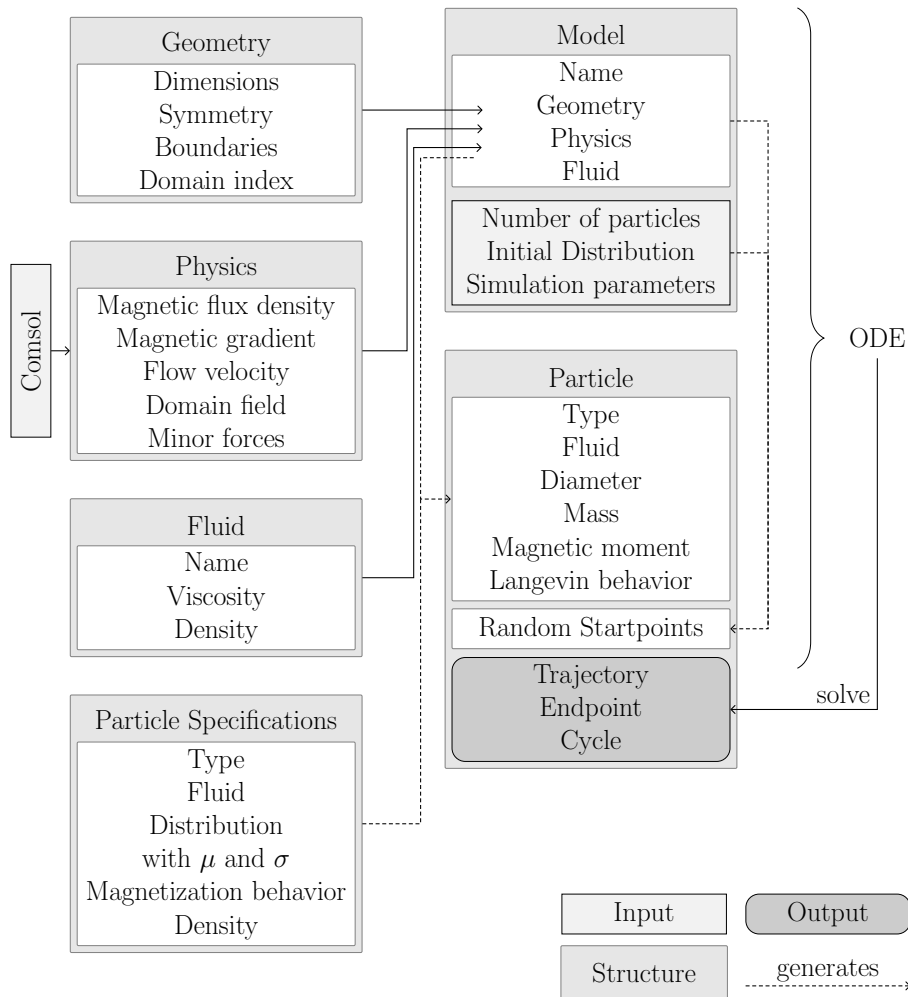 Geometry
Dimensions
Symmetry
Boundaries
Domain index
Comsol
Physics
Magnetic flux density
Magnetic gradient
Flow velocity
Domain field
Minor forces
Fluid
Name
Viscosity
Density
Particle Specifications
Type
Fluid
Distribution
with μ and σ
Magnetization behavior
Density
Model
Name
Geometry
Physics
Fluid
Number of particles
Initial Distribution
Simulation parameters
Particle
Type
Fluid
Diameter
Mass
Magnetic moment
Langevin behavior
Random Startpoints
Trajectory
Endpoint
Cycle
ODE
solve
Input
Output
Structure
generates